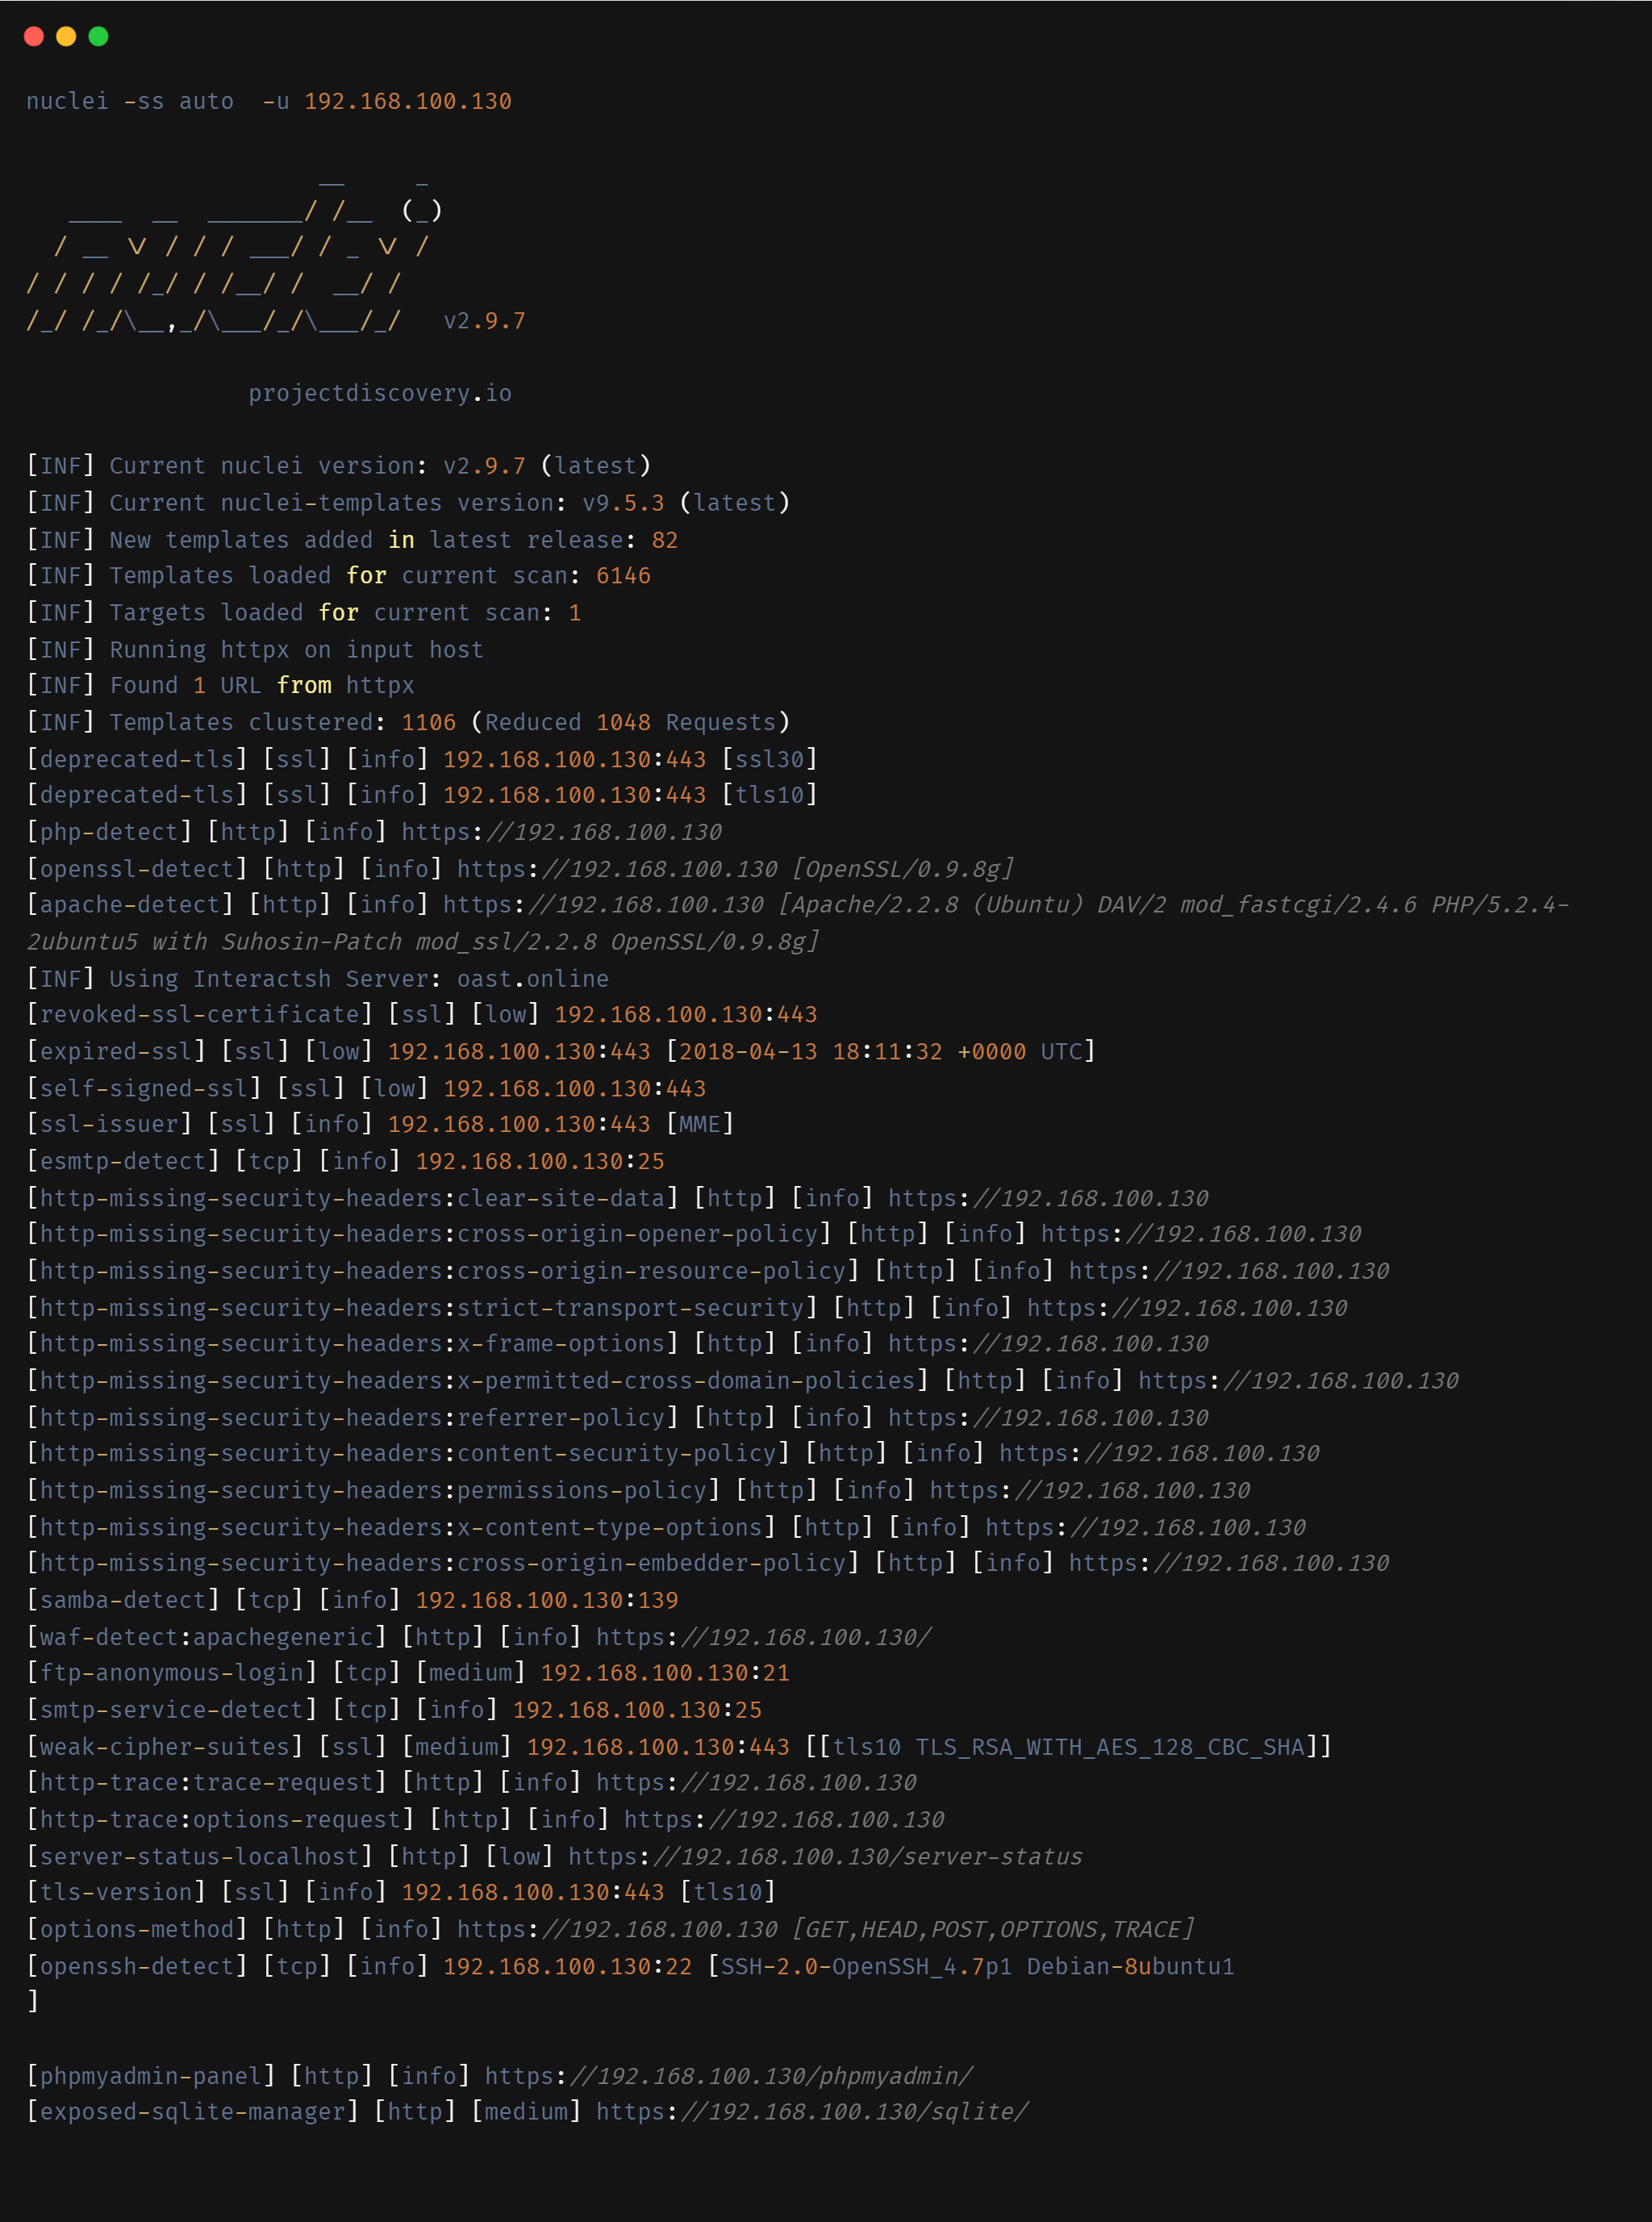 nuclei -ss auto  -u 192.168.100.130
                     __     _
   ____  __  _______/ /__  (_)
  / __ \/ / / / ___/ / _ \/ /
/ / / / /_/ / /__/ /  __/ /
/_/ /_/\__,_/\___/_/\___/_/   v2.9.7
                projectdiscovery.io
[INF] Current nuclei version: v2.9.7 (latest)
[INF] Current nuclei-templates version: v9.5.3 (latest)
[INF] New templates added in latest release: 82
[INF] Templates loaded for current scan: 6146
[INF] Targets loaded for current scan: 1
[INF] Running httpx on input host
[INF] Found 1 URL from httpx
[INF] Templates clustered: 1106 (Reduced 1048 Requests)
[deprecated-tls] [ssl] [info] 192.168.100.130:443 [ssl30]
[deprecated-tls] [ssl] [info] 192.168.100.130:443 [tls10]
[php-detect] [http] [info] https://192.168.100.130
[openssl-detect] [http] [info] https://192.168.100.130 [OpenSSL/0.9.8g]
[apache-detect] [http] [info] https://192.168.100.130 [Apache/2.2.8 (Ubuntu) DAV/2 mod_fastcgi/2.4.6 PHP/5.2.4-
2ubuntu5 with Suhosin-Patch mod_ssl/2.2.8 OpenSSL/0.9.8g]
[INF] Using Interactsh Server: oast.online
[revoked-ssl-certificate] [ssl] [low] 192.168.100.130:443
[expired-ssl] [ssl] [low] 192.168.100.130:443 [2018-04-13 18:11:32 +0000 UTC]
[self-signed-ssl] [ssl] [low] 192.168.100.130:443
[ssl-issuer] [ssl] [info] 192.168.100.130:443 [MME]
[esmtp-detect] [tcp] [info] 192.168.100.130:25
[http-missing-security-headers:clear-site-data] [http] [info] https://192.168.100.130
[http-missing-security-headers:cross-origin-opener-policy] [http] [info] https://192.168.100.130
[http-missing-security-headers:cross-origin-resource-policy] [http] [info] https://192.168.100.130
[http-missing-security-headers:strict-transport-security] [http] [info] https://192.168.100.130
[http-missing-security-headers:x-frame-options] [http] [info] https://192.168.100.130
[http-missing-security-headers:x-permitted-cross-domain-policies] [http] [info] https://192.168.100.130
[http-missing-security-headers:referrer-policy] [http] [info] https://192.168.100.130
[http-missing-security-headers:content-security-policy] [http] [info] https://192.168.100.130
[http-missing-security-headers:permissions-policy] [http] [info] https://192.168.100.130
[http-missing-security-headers:x-content-type-options] [http] [info] https://192.168.100.130
[http-missing-security-headers:cross-origin-embedder-policy] [http] [info] https://192.168.100.130
[samba-detect] [tcp] [info] 192.168.100.130:139
[waf-detect:apachegeneric] [http] [info] https://192.168.100.130/
[ftp-anonymous-login] [tcp] [medium] 192.168.100.130:21
[smtp-service-detect] [tcp] [info] 192.168.100.130:25
[weak-cipher-suites] [ssl] [medium] 192.168.100.130:443 [[tls10 TLS_RSA_WITH_AES_128_CBC_SHA]]
[http-trace:trace-request] [http] [info] https://192.168.100.130
[http-trace:options-request] [http] [info] https://192.168.100.130
[server-status-localhost] [http] [low] https://192.168.100.130/server-status
[tls-version] [ssl] [info] 192.168.100.130:443 [tls10]
[options-method] [http] [info] https://192.168.100.130 [GET,HEAD,POST,OPTIONS,TRACE]
[openssh-detect] [tcp] [info] 192.168.100.130:22 [SSH-2.0-OpenSSH_4.7p1 Debian-8ubuntu1
]
[phpmyadmin-panel] [http] [info] https://192.168.100.130/phpmyadmin/
[exposed-sqlite-manager] [http] [medium] https://192.168.100.130/sqlite/